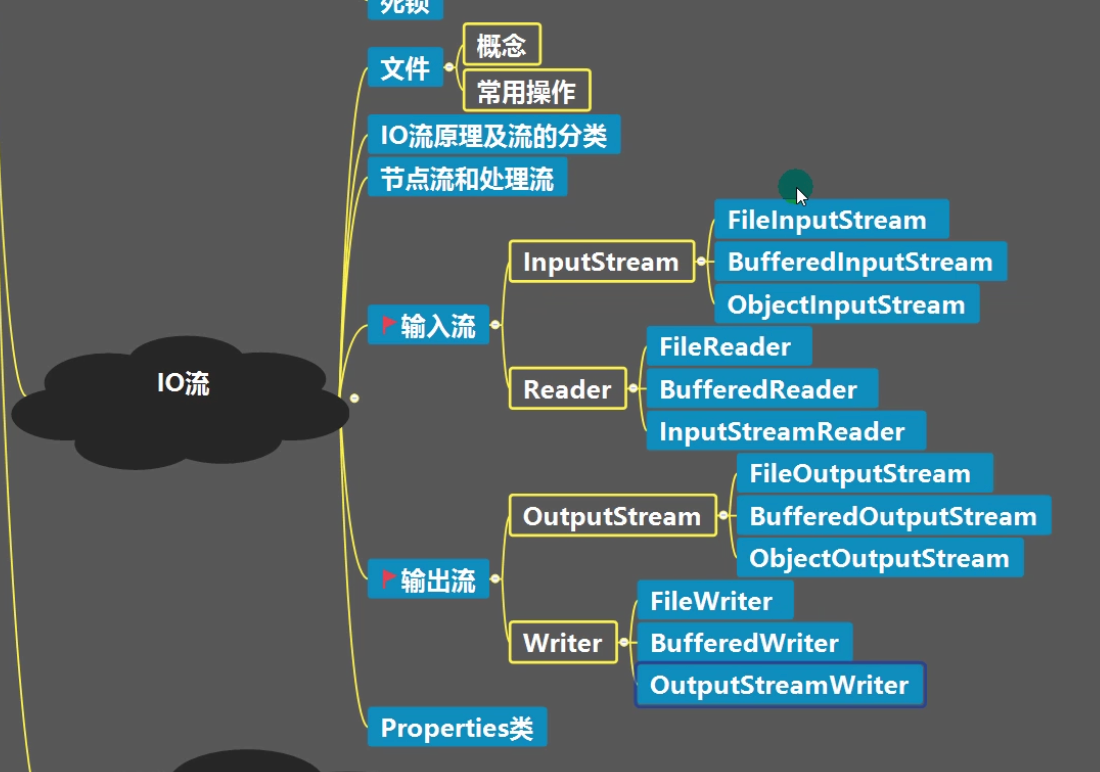 死锁
文件
概念
常用操作
IO流原理及流的分类
节点流和处理流
IO流
输入流
InputStream
FileInputStream
BufferedInputStream
ObjectInputStream
Reader
FileReader
BufferedReader
InputStreamReader
输出流
OutputStream
FileOutputStream
BufferedOutputStream
ObjectOutputStream
Writer
FileWriter
BufferedWriter
OutputStreamWriter
Properties类